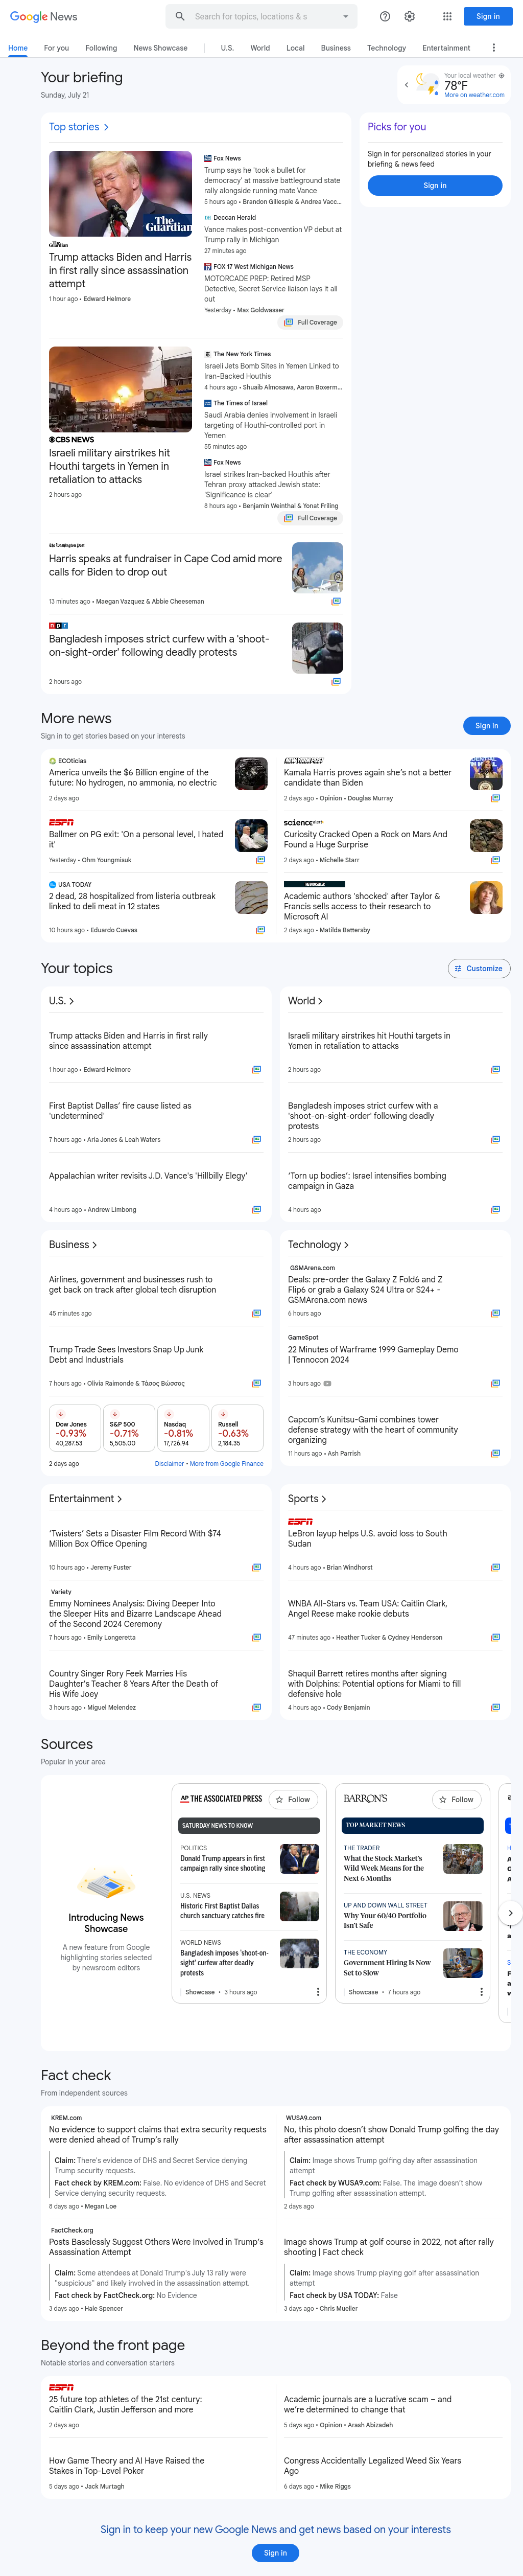 Google News
Search for topics, locations & s
Sign in
Home
For you
Following
News Showcase
U.S.
World
Local
Business
Technology
Entertainment
Your briefing
Sunday, July 21
Your local weather
78°F
More on weather.com
Top stories
Picks for you
Sign in for personalized stories in your
briefing & news feed
Sign in
The Guardian
The Guardian
Trump attacks Biden and Harris
in first rally since assassination
attempt
1 hour ago • Edward Helmore
Fox News
Trump says he 'took a bullet for
democracy' at massive battleground state
rally alongside running mate Vance
5 hours ago • Brandon Gillespie & Andrea Vacc...
Deccan Herald
Vance makes post-convention VP debut at
Trump rally in Michigan
27 minutes ago
FOX 17 West Michigan News
MOTORCADE PREP: Retired MSP
Detective, Secret Service liaison lays it all
out
Yesterday • Max Goldwasser
Full Coverage
CBS NEWS
Israeli military airstrikes hit
Houthi targets in Yemen in
retaliation to attacks
2 hours ago
The New York Times
Israeli Jets Bomb Sites in Yemen Linked to
Iran-Backed Houthis
4 hours ago • Shuaib Almosawa, Aaron Boxerm...
The Times of Israel
Saudi Arabia denies involvement in Israeli
targeting of Houthi-controlled port in
Yemen
55 minutes ago
Fox News
Israel strikes Iran-backed Houthis after
Tehran proxy attacked Jewish state:
'Significance is clear'
8 hours ago • Benjamin Weinthal & Yonat Friling
Full Coverage
The Washington Post
Harris speaks at fundraiser in Cape Cod amid more
calls for Biden to drop out
13 minutes ago • Maegan Vazquez & Abbie Cheeseman
npr
Bangladesh imposes strict curfew with a 'shoot-
on-sight-order' following deadly protests
2 hours ago
More news
Sign in to get stories based on your interests
Sign in
ECOticias
America unveils the $6 Billion engine of the
future: No hydrogen, no ammonia, no electric
2 days ago
NEW YORK POST
Kamala Harris proves again she's not a better
candidate than Biden
2 days ago • Opinion • Douglas Murray
ESPN
Ballmer on PG exit: 'On a personal level, I hated
it'
Yesterday • Ohm Youngmisuk
science alert
Curiosity Cracked Open a Rock on Mars And
Found a Huge Surprise
2 days ago • Michelle Starr
USA TODAY
2 dead, 28 hospitalized from listeria outbreak
linked to deli meat in 12 states
10 hours ago • Eduardo Cuevas
THE BOOKSELLER
Academic authors 'shocked' after Taylor &
Francis sells access to their research to
Microsoft AI
2 days ago • Matilda Battersby
Your topics
Customize
U.S.
Trump attacks Biden and Harris in first rally
since assassination attempt
1 hour ago • Edward Helmore
First Baptist Dallas' fire cause listed as
'undetermined'
7 hours ago • Aria Jones & Leah Waters
Appalachian writer revisits J.D. Vance's 'Hillbilly Elegy'
4 hours ago • Andrew Limbong
World
Israeli military airstrikes hit Houthi targets in
Yemen in retaliation to attacks
2 hours ago
Bangladesh imposes strict curfew with a
'shoot-on-sight-order' following deadly
protests
2 hours ago
'Torn up bodies': Israel intensifies bombing
campaign in Gaza
4 hours ago
Business
Airlines, government and businesses rush to
get back on track after global tech disruption
45 minutes ago
Trump Trade Sees Investors Snap Up Junk
Debt and Industrials
7 hours ago • Olivia Raimonde & Τάσος Βώσσος
Dow Jones
-0.93%
40,287.53
S&P 500
-0.71%
5,505.00
Nasdaq
-0.81%
17,726.94
Russell
-0.63%
2,184.35
2 days ago
Disclaimer • More from Google Finance
Technology
GSMArena.com
Deals: pre-order the Galaxy Z Fold6 and Z
Flip6 or grab a Galaxy S24 Ultra or S24+ -
GSMArena.com news
6 hours ago
GameSpot
22 Minutes of Warframe 1999 Gameplay Demo
| Tennocon 2024
3 hours ago
Capcom's Kunitsu-Gami combines tower
defense strategy with the heart of community
organizing
11 hours ago • Ash Parrish
Entertainment
'Twisters' Sets a Disaster Film Record With $74
Million Box Office Opening
10 hours ago • Jeremy Fuster
Variety
Emmy Nominees Analysis: Diving Deeper Into
the Sleeper Hits and Bizarre Landscape Ahead
of the Second 2024 Ceremony
7 hours ago • Emily Longeretta
Country Singer Rory Feek Marries His
Daughter's Teacher 8 Years After the Death of
His Wife Joey
3 hours ago • Miguel Melendez
Sports
ESPN
LeBron layup helps U.S. avoid loss to South
Sudan
4 hours ago • Brian Windhorst
WNBA All-Stars vs. Team USA: Caitlin Clark,
Angel Reese make rookie debuts
47 minutes ago • Heather Tucker & Cydney Henderson
Shaquil Barrett retires months after signing
with Dolphins: Potential options for Miami to fill
defensive hole
4 hours ago • Cody Benjamin
Sources
Popular in your area
Introducing News
Showcase
A new feature from Google
highlighting stories selected
by newsroom editors
AP THE ASSOCIATED PRESS
Follow
SATURDAY NEWS TO KNOW
POLITICS
Donald Trump appears in first
campaign rally since shooting
U.S. NEWS
Historic First Baptist Dallas
church sanctuary catches fire
WORLD NEWS
Bangladesh imposes 'shoot-on-
sight' curfew after deadly
protests
Showcase • 3 hours ago
BARRON'S
Follow
TOP MARKET NEWS
THE TRADER
What the Stock Market's
Wild Week Means for the
Next 6 Months
UP AND DOWN WALL STREET
Why Your 60/40 Portfolio
Isn't Safe
THE ECONOMY
Government Hiring Is Now
Set to Slow
Showcase • 7 hours ago
Fact check
From independent sources
KREM.com
No evidence to support claims that extra security requests
were denied ahead of Trump's rally
Claim: There's evidence of DHS and Secret Service denying
Trump security requests.
Fact check by KREM.com: False. No evidence of DHS and Secret
Service denying security requests.
8 days ago • Megan Loe
WUSA9.com
No, this photo doesn't show Donald Trump golfing the day
after assassination attempt
Claim: Image shows Trump golfing day after assassination
attempt
Fact check by WUSA9.com: False. The image doesn't show
Trump golfing after assassination attempt.
2 days ago
FactCheck.org
Posts Baselessly Suggest Others Were Involved in Trump's
Assassination Attempt
Claim: Some attendees at Donald Trump's July 13 rally were
"suspicious" and likely involved in the assassination attempt.
Fact check by FactCheck.org: No Evidence
3 days ago • Hale Spencer
Image shows Trump at golf course in 2022, not after rally
shooting | Fact check
Claim: Image shows Trump playing golf after assassination
attempt
Fact check by USA TODAY: False
3 days ago • Chris Mueller
Beyond the front page
Notable stories and conversation starters
ESPN
25 future top athletes of the 21st century:
Caitlin Clark, Justin Jefferson and more
2 days ago
Academic journals are a lucrative scam – and
we're determined to change that
5 days ago • Opinion • Arash Abizadeh
How Game Theory and AI Have Raised the
Stakes in Top-Level Poker
5 days ago • Jack Murtagh
Congress Accidentally Legalized Weed Six Years
Ago
6 days ago • Mike Riggs
Sign in to keep your new Google News and get news based on your interests
Sign in